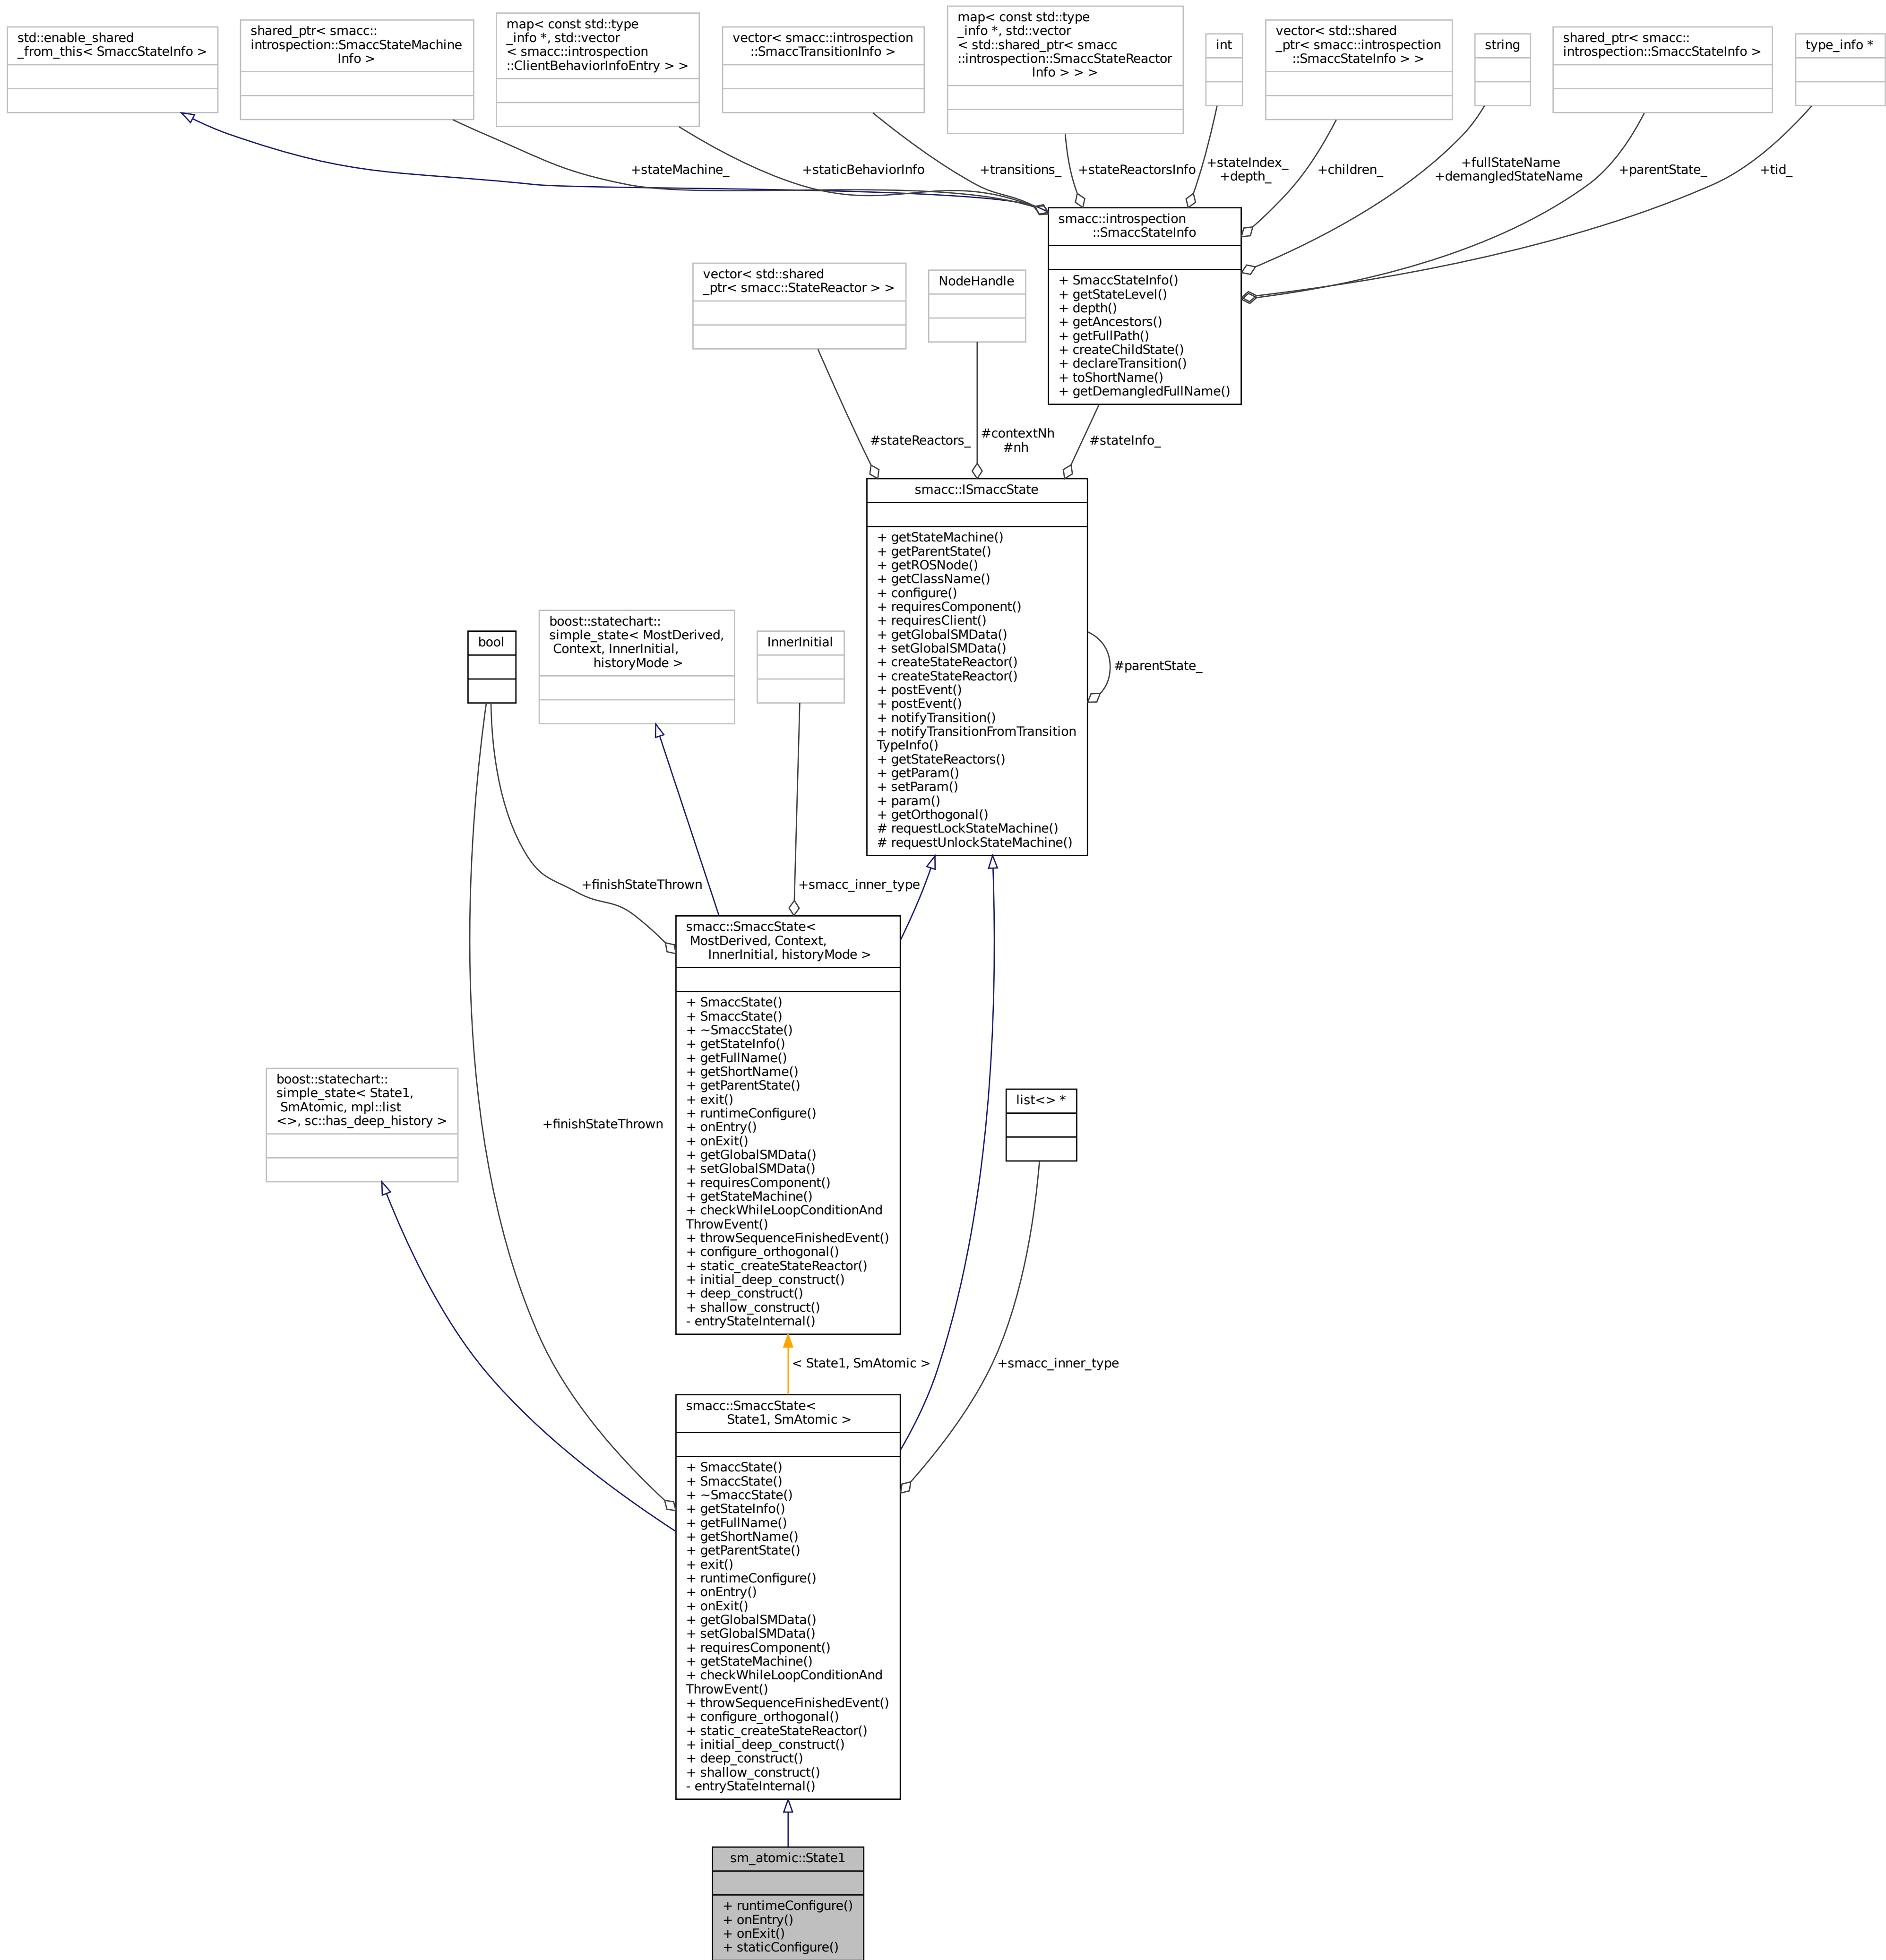 std::enable_shared
_from_this< SmaccStateInfo >
shared_ptr< smacc::
introspection::SmaccStateMachine
Info >
map< const std::type
_info *, std::vector
< smacc::introspection
::ClientBehaviorInfoEntry > >
vector< smacc::introspection
::SmaccTransitionInfo >
map< const std::type
_info *, std::vector
< std::shared_ptr< smacc
::introspection::SmaccStateReactor
Info > > >
int
vector< std::shared
_ptr< smacc::introspection
::SmaccStateInfo > >
string
shared_ptr< smacc::
introspection::SmaccStateInfo >
type_info *
+stateMachine_
+staticBehaviorInfo
+transitions_
+stateReactorsInfo
+stateIndex_
+depth_
+children_
+fullStateName
+demangledStateName
+parentState_
+tid_
smacc::introspection
::SmaccStateInfo
+ SmaccStateInfo()
+ getStateLevel()
+ depth()
+ getAncestors()
+ getFullPath()
+ createChildState()
+ declareTransition()
+ toShortName()
+ getDemangledFullName()
vector< std::shared
_ptr< smacc::StateReactor > >
NodeHandle
#stateReactors_
#contextNh
#nh
#stateInfo_
smacc::ISmaccState
+ getStateMachine()
+ getParentState()
+ getROSNode()
+ getClassName()
+ configure()
+ requiresComponent()
+ requiresClient()
+ getGlobalSMData()
+ setGlobalSMData()
+ createStateReactor()
+ createStateReactor()
+ postEvent()
+ postEvent()
+ notifyTransition()
+ notifyTransitionFromTransition
TypeInfo()
+ getStateReactors()
+ getParam()
+ setParam()
+ param()
+ getOrthogonal()
# requestLockStateMachine()
# requestUnlockStateMachine()
#parentState_
bool
boost::statechart::
simple_state< MostDerived,
Context, InnerInitial,
historyMode >
InnerInitial
+finishStateThrown
+smacc_inner_type
smacc::SmaccState<
MostDerived, Context,
InnerInitial, historyMode >
+ SmaccState()
+ SmaccState()
+ ~SmaccState()
+ getStateInfo()
+ getFullName()
+ getShortName()
+ getParentState()
+ exit()
+ runtimeConfigure()
+ onEntry()
+ onExit()
+ getGlobalSMData()
+ setGlobalSMData()
+ requiresComponent()
+ getStateMachine()
+ checkWhileLoopConditionAnd
ThrowEvent()
+ throwSequenceFinishedEvent()
+ configure_orthogonal()
+ static_createStateReactor()
+ initial_deep_construct()
+ deep_construct()
+ shallow_construct()
- entryStateInternal()
boost::statechart::
simple_state< State1,
SmAtomic, mpl::list
<>, sc::has_deep_history >
+finishStateThrown
list<> *
< State1, SmAtomic >
+smacc_inner_type
smacc::SmaccState<
State1, SmAtomic >
+ SmaccState()
+ SmaccState()
+ ~SmaccState()
+ getStateInfo()
+ getFullName()
+ getShortName()
+ getParentState()
+ exit()
+ runtimeConfigure()
+ onEntry()
+ onExit()
+ getGlobalSMData()
+ setGlobalSMData()
+ requiresComponent()
+ getStateMachine()
+ checkWhileLoopConditionAnd
ThrowEvent()
+ throwSequenceFinishedEvent()
+ configure_orthogonal()
+ static_createStateReactor()
+ initial_deep_construct()
+ deep_construct()
+ shallow_construct()
- entryStateInternal()
sm_atomic::State1
+ runtimeConfigure()
+ onEntry()
+ onExit()
+ staticConfigure()